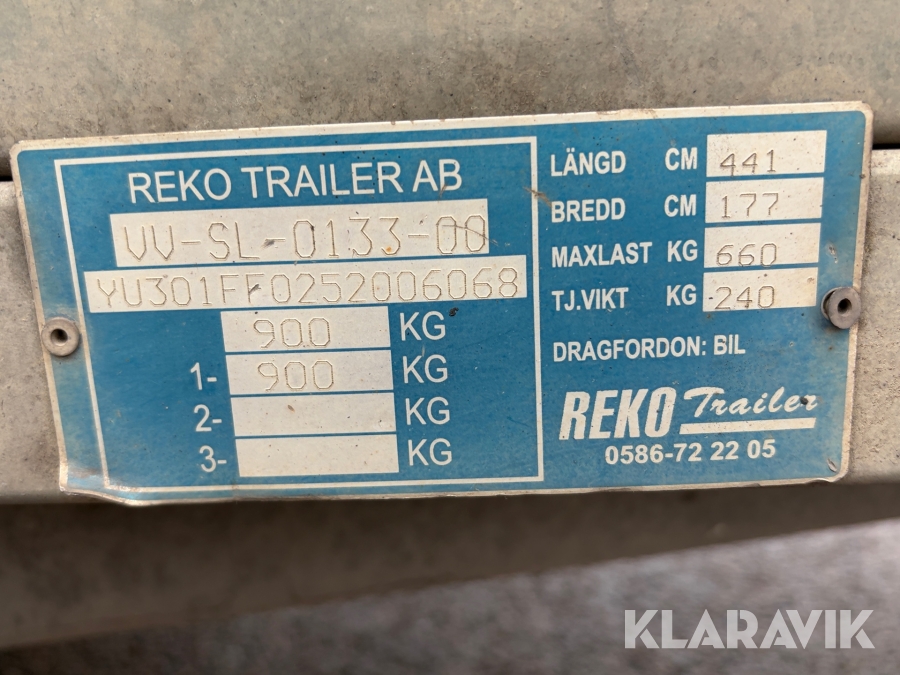 REKO TRAILER AB
VV-SL-0133-00
YU301FF0252006068
900 KG
1- 900 KG
2- KG
3- KG
LÄNGD CM 441
BREDD CM 177
MAXLAST KG 660
TJ.VIKT KG 240
DRAGFORDON: BIL
REKO Trailer
0586-72 22 05
KLARAVIK